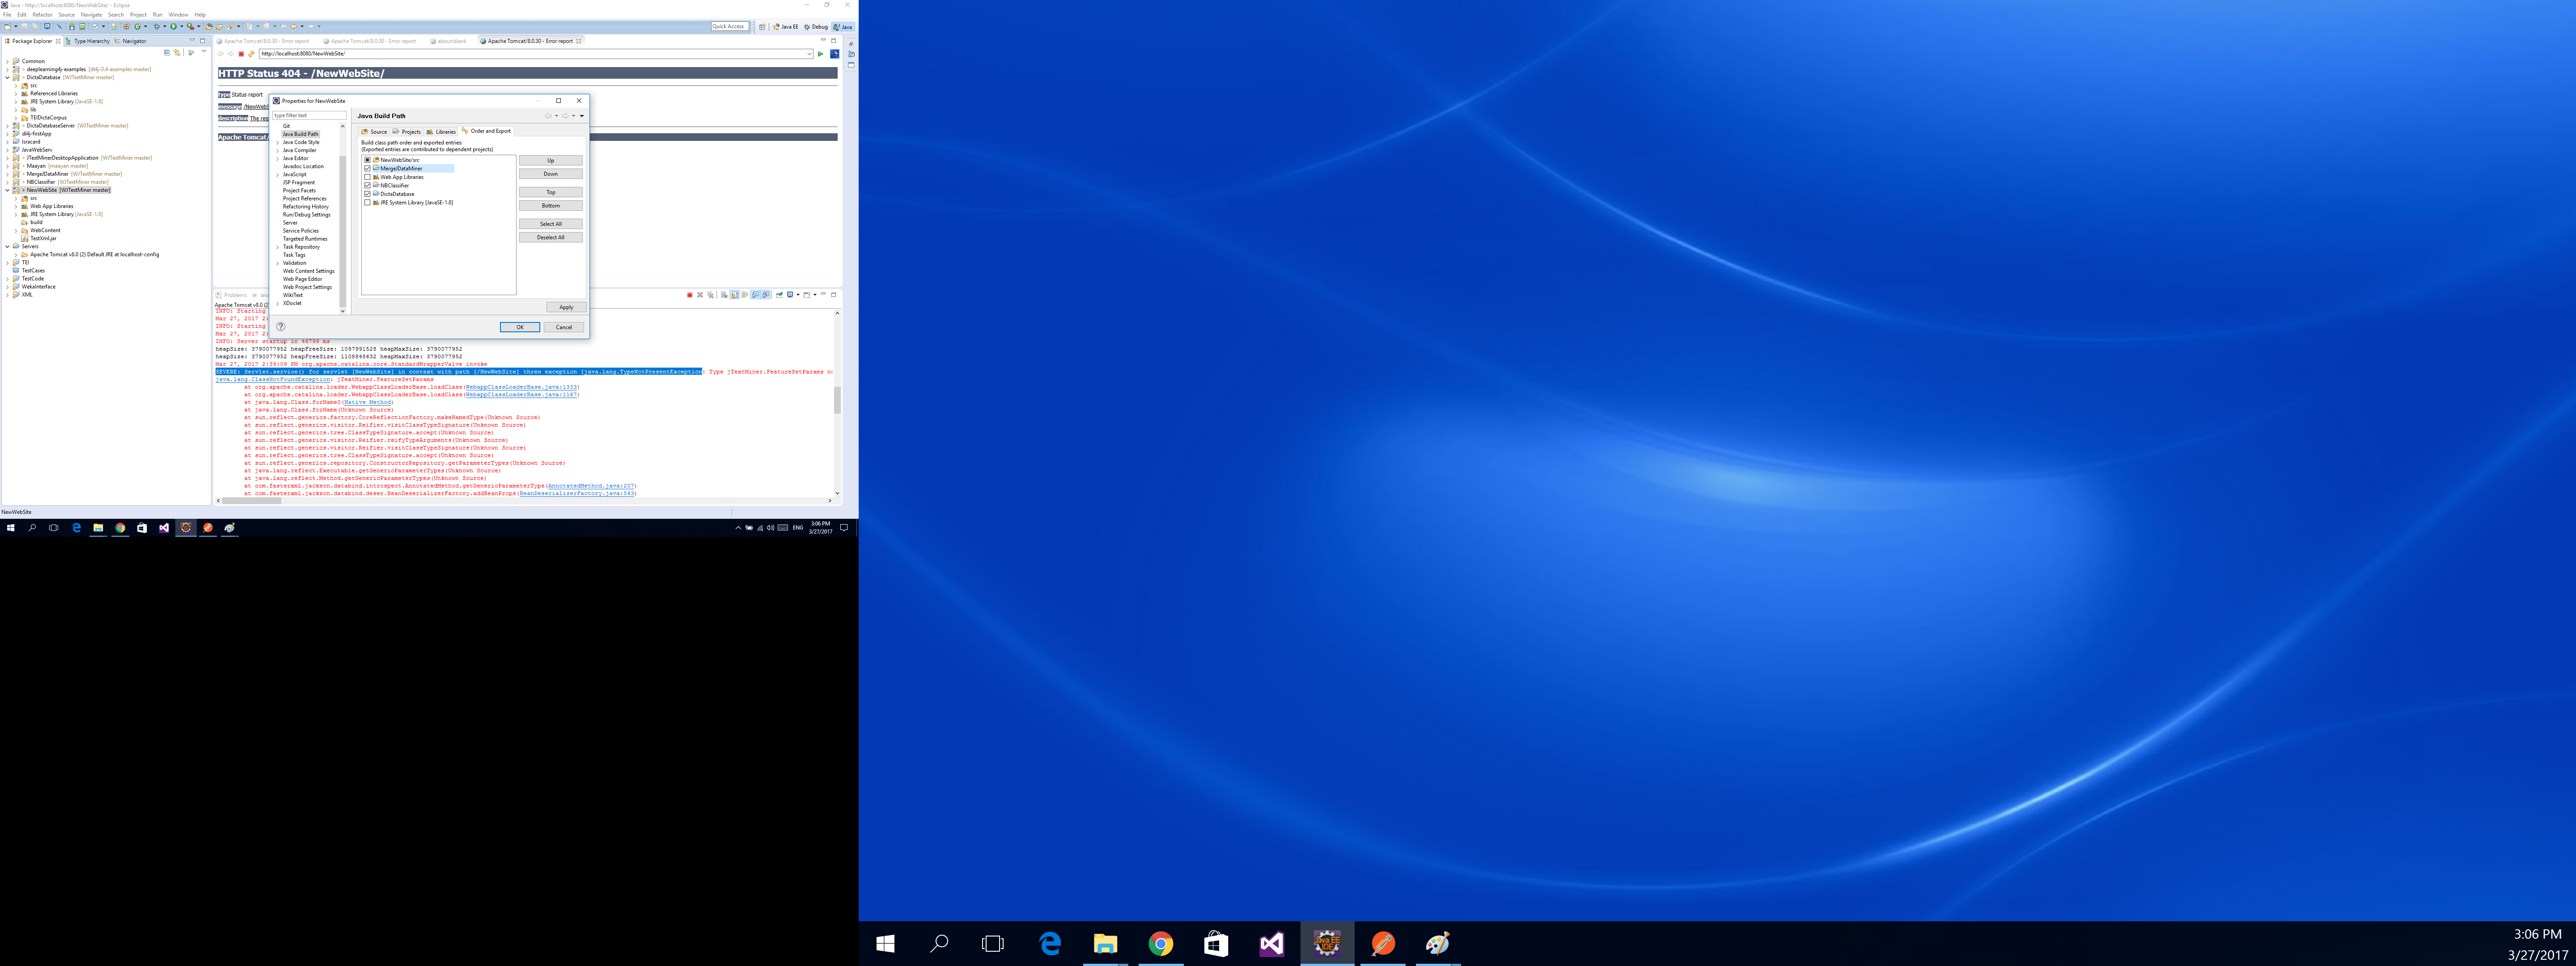 Java - http://localhost:8080/NewWebSite/ - Eclipse
File Edit Refactor Source Navigate Search Project Run Window Help
Quick Access
Java EE
Debug
Java
Package Explorer
Type Hierarchy
Navigator
Common
> deeplearning4j-examples [dl4j-0.4-examples master]
> DictaDatabase [W/JTextMiner master]
src
Referenced Libraries
JRE System Library [JavaSE-1.8]
lib
TEIDictaCorpus
> DictaDatabaseServer [W/JTextMiner master]
dl4j-firstApp
Isrecard
JavaWebServ
> JTextMinerDesktopApplication [W/JTextMiner master]
> Maayan [maayan master]
> MergeJDataMiner [W/JTextMiner master]
> NBClassifier [W/JTextMiner master]
> NewWebSite [W/JTextMiner master]
src
Web App Libraries
JRE System Library [JavaSE-1.8]
build
WebContent
TestXml.jar
Servers
Apache Tomcat v8.0 (2) Default JRE at localhost-config
TEI
TestCases
TestCode
WekaInterface
XML
Apache Tomcat/8.0.30 - Error report
Apache Tomcat/8.0.30 - Error report
about:blank
Apache Tomcat/8.0.30 - Error report
http://localhost:8080/NewWebSite/
HTTP Status 404 - /NewWebSite/
type Status report
message /NewWebS
description The req
Apache Tomcat/
Properties for NewWebSite
type filter text
Git
Java Build Path
Java Code Style
Java Compiler
Java Editor
Javadoc Location
JavaScript
JSP Fragment
Project Facets
Project References
Refactoring History
Run/Debug Settings
Server
Service Policies
Targeted Runtimes
Task Repository
Task Tags
Validation
Web Content Settings
Web Page Editor
Web Project Settings
WikiText
XDoclet
Java Build Path
Source
Projects
Libraries
Order and Export
Build class path order and exported entries:
(Exported entries are contributed to dependent projects)
NewWebSite/src
MergeJDataMiner
Web App Libraries
NBClassifier
DictaDatabase
JRE System Library [JavaSE-1.8]
Up
Down
Top
Bottom
Select All
Deselect All
Apply
OK
Cancel
Problems
Apache Tomcat v8.0 (2)
INFO: Starting
Mar 27, 2017 2:
INFO: Starting
Mar 27, 2017 2:
INFO: Server startup in 46799 ms
heapSize: 3790077952 heapFreeSize: 1097991528 heapMaxSize: 3790077952
heapSize: 3790077952 heapFreeSize: 1108848632 heapMaxSize: 3790077952
Mar 27, 2017 2:39:09 PM org.apache.catalina.core.StandardWrapperValve invoke
SEVERE: Servlet.service() for servlet [NewWebSite] in context with path [/NewWebSite] threw exception [java.lang.TypeNotPresentException: Type jTextMiner.FeatureSetParams no
java.lang.ClassNotFoundException: jTextMiner.FeatureSetParams
at org.apache.catalina.loader.WebappClassLoaderBase.loadClass(WebappClassLoaderBase.java:1333)
at org.apache.catalina.loader.WebappClassLoaderBase.loadClass(WebappClassLoaderBase.java:1167)
at java.lang.Class.forName0(Native Method)
at java.lang.Class.forName(Unknown Source)
at sun.reflect.generics.factory.CoreReflectionFactory.makeNamedType(Unknown Source)
at sun.reflect.generics.visitor.Reifier.visitClassTypeSignature(Unknown Source)
at sun.reflect.generics.tree.ClassTypeSignature.accept(Unknown Source)
at sun.reflect.generics.visitor.Reifier.reifyTypeArguments(Unknown Source)
at sun.reflect.generics.visitor.Reifier.visitClassTypeSignature(Unknown Source)
at sun.reflect.generics.tree.ClassTypeSignature.accept(Unknown Source)
at sun.reflect.generics.repository.ConstructorRepository.getParameterTypes(Unknown Source)
at java.lang.reflect.Executable.getGenericParameterTypes(Unknown Source)
at java.lang.reflect.Method.getGenericParameterTypes(Unknown Source)
at com.fasterxml.jackson.databind.introspect.AnnotatedMethod.getGenericParameterType(AnnotatedMethod.java:207)
at com.fasterxml.jackson.databind.deser.BeanDeserializerFactory.addBeanProps(BeanDeserializerFactory.java:543)
NewWebSite
ENG
3:06 PM
3/27/2017
Java EE
IDE
3:06 PM
3/27/2017